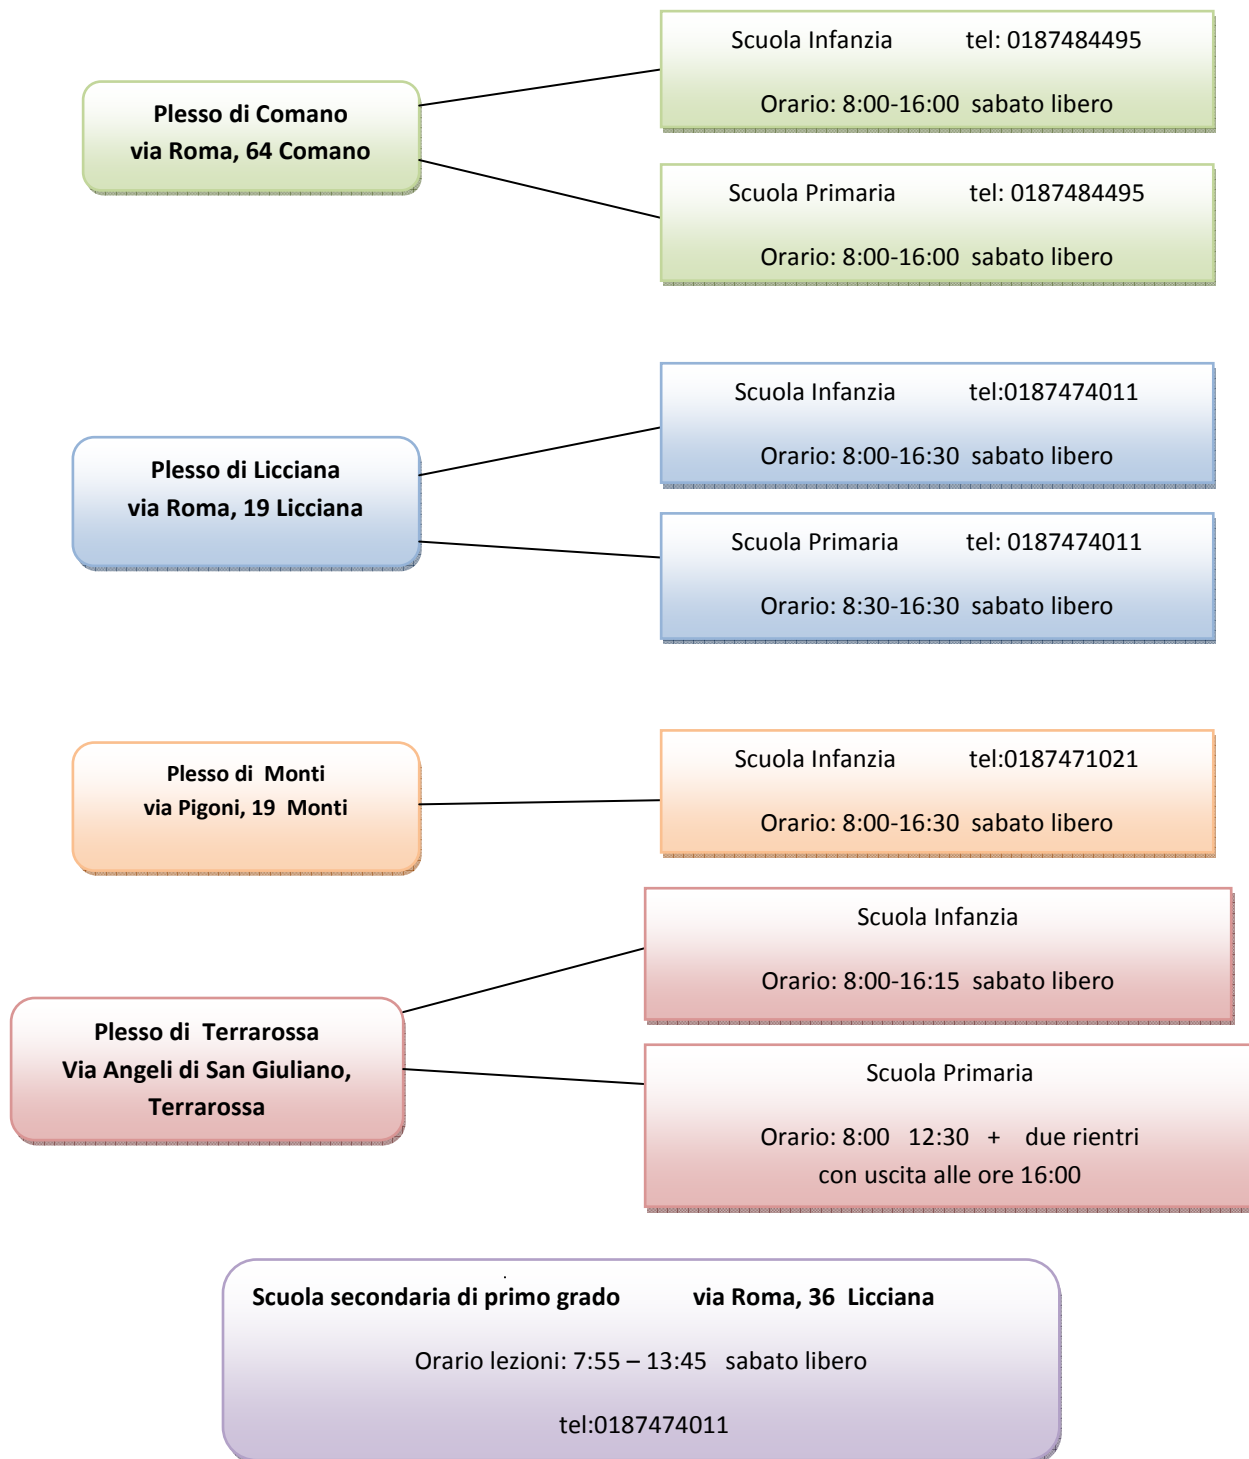 Plesso di Comano
via Roma, 64 Comano
Scuola Infanzia tel: 0187484495
Orario: 8:00-16:00 sabato libero
Scuola Primaria tel: 0187484495
Orario: 8:00-16:00 sabato libero
Plesso di Licciana
via Roma, 19 Licciana
Scuola Infanzia tel:0187474011
Orario: 8:00-16:30 sabato libero
Scuola Primaria tel: 0187474011
Orario: 8:30-16:30 sabato libero
Plesso di Monti
via Pigoni, 19 Monti
Scuola Infanzia tel:0187471021
Orario: 8:00-16:30 sabato libero
Plesso di Terrarossa
Via Angeli di San Giuliano,
Terrarossa
Scuola Infanzia
Orario: 8:00-16:15 sabato libero
Scuola Primaria
Orario: 8:00 12:30 + due rientri
con uscita alle ore 16:00
Scuola secondaria di primo grado via Roma, 36 Licciana
Orario lezioni: 7:55 – 13:45 sabato libero
tel:0187474011